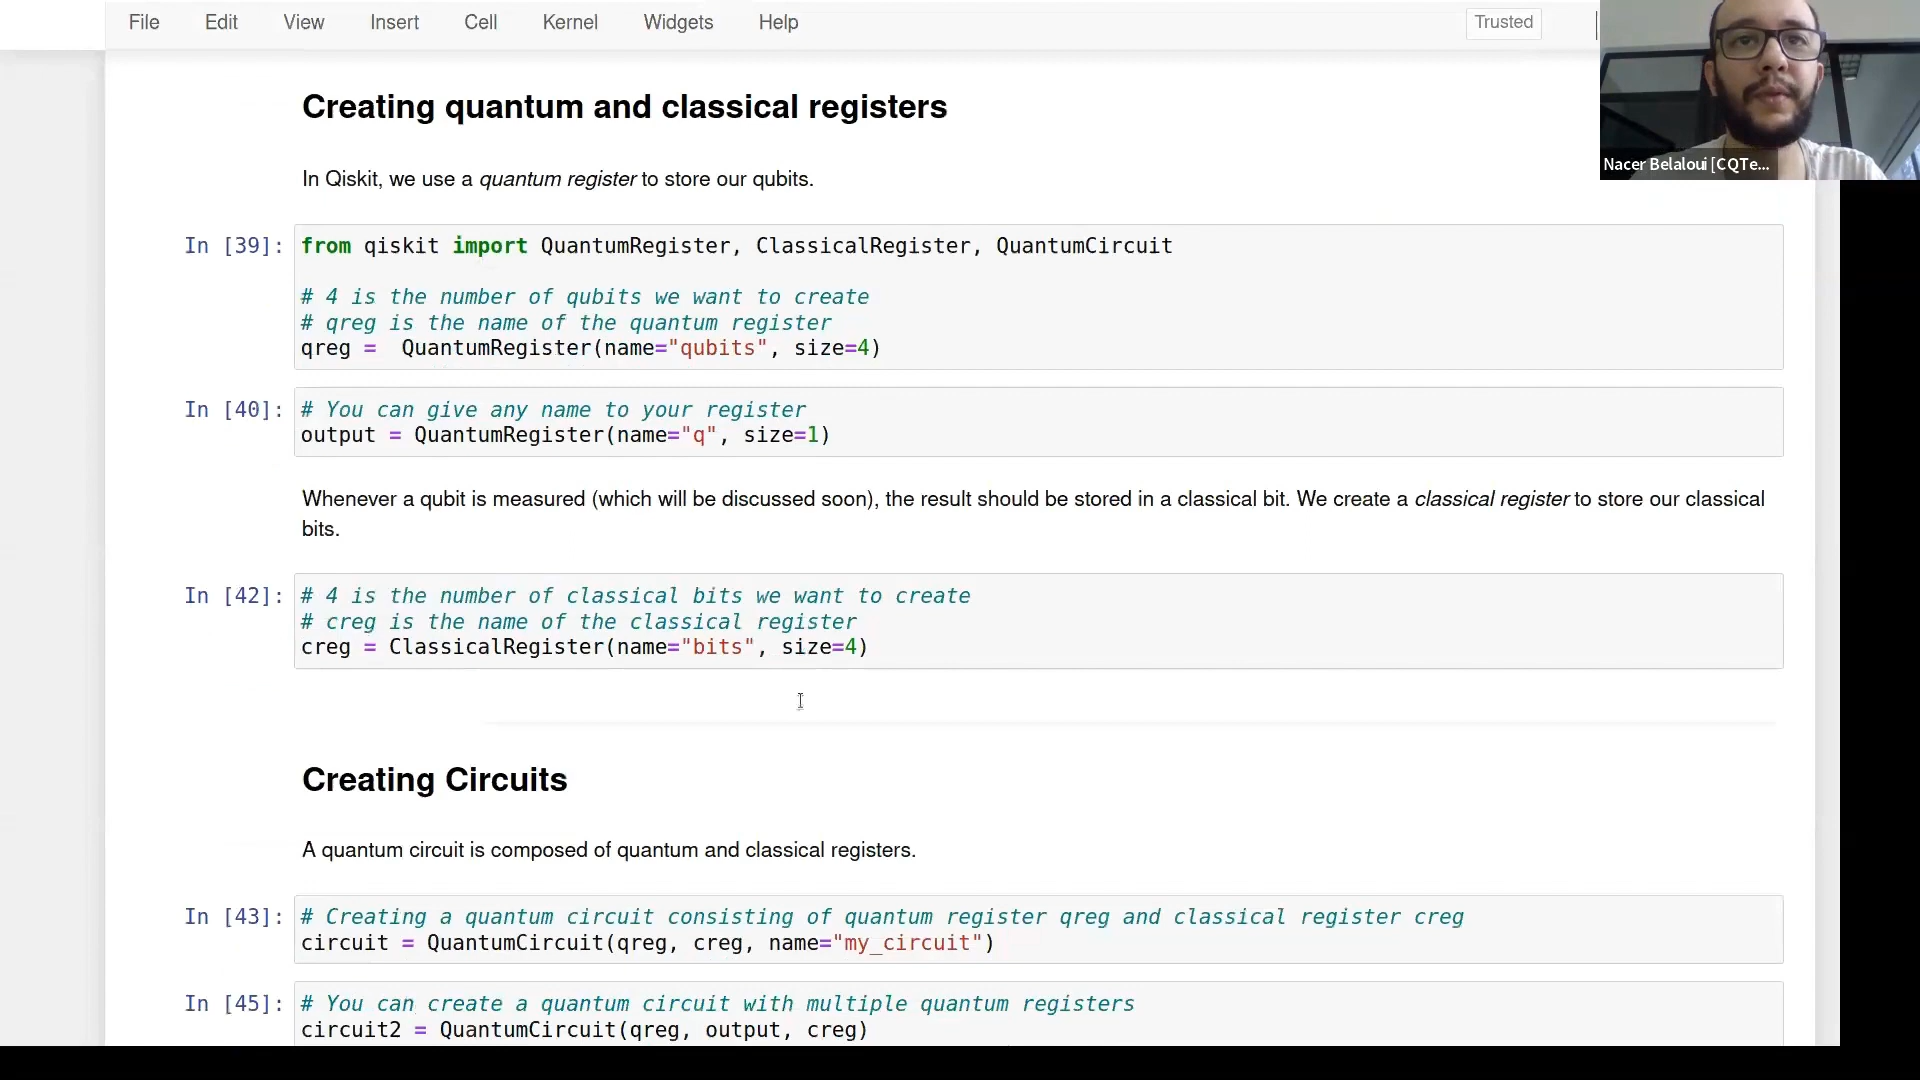 File Edit View Insert Cell Kernel Widgets Help Trusted
Nacer Belaloui [CQTe...
Creating quantum and classical registers
In Qiskit, we use a quantum register to store our qubits.
In [39]: from qiskit import QuantumRegister, ClassicalRegister, QuantumCircuit
# 4 is the number of qubits we want to create
# qreg is the name of the quantum register
qreg =  QuantumRegister(name="qubits", size=4)
In [40]: # You can give any name to your register
output = QuantumRegister(name="q", size=1)
Whenever a qubit is measured (which will be discussed soon), the result should be stored in a classical bit. We create a classical register to store our classical
bits.
In [42]: # 4 is the number of classical bits we want to create
# creg is the name of the classical register
creg = ClassicalRegister(name="bits", size=4)
Creating Circuits
A quantum circuit is composed of quantum and classical registers.
In [43]: # Creating a quantum circuit consisting of quantum register qreg and classical register creg
circuit = QuantumCircuit(qreg, creg, name="my_circuit")
In [45]: # You can create a quantum circuit with multiple quantum registers
circuit2 = QuantumCircuit(qreg, output, creg)